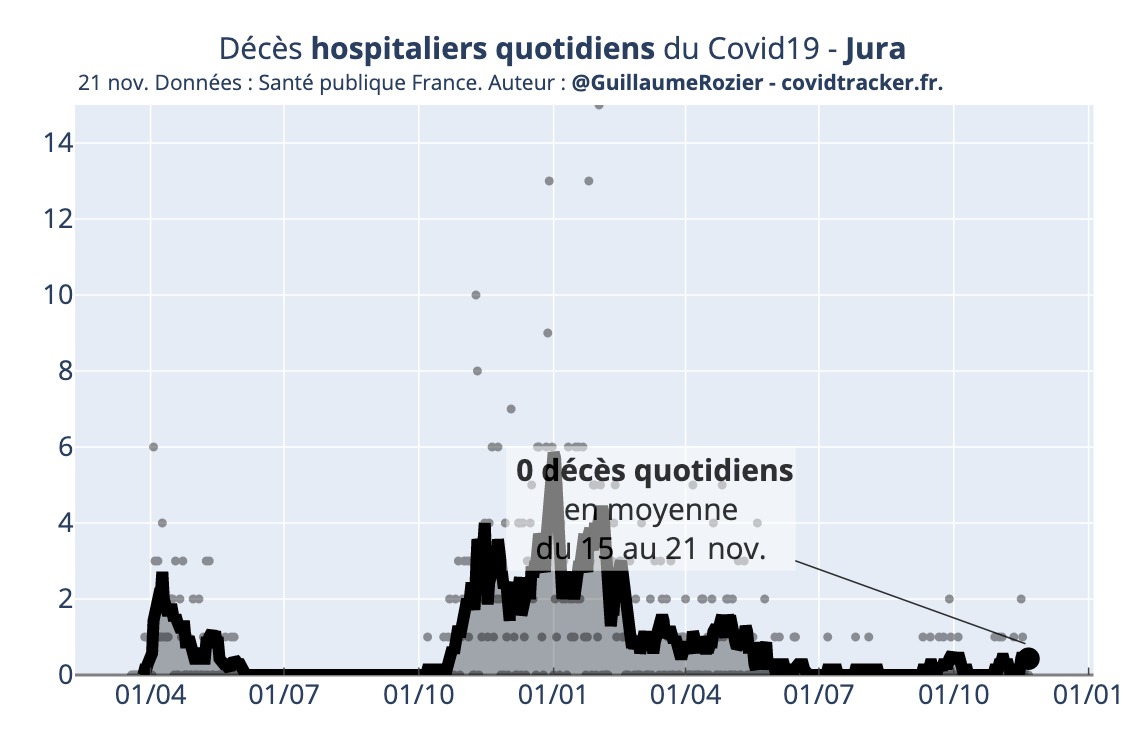 Décès hospitaliers quotidiens du Covid19 - Jura
21 nov. Données : Santé publique France. Auteur : @GuillaumeRozier - covidtracker.fr.
14
12
10
8
6
4
2
0
0 décès quotidiens
en moyenne
du 15 au 21 nov.
01/04 01/07 01/10 01/01 01/04 01/07 01/10 01/01